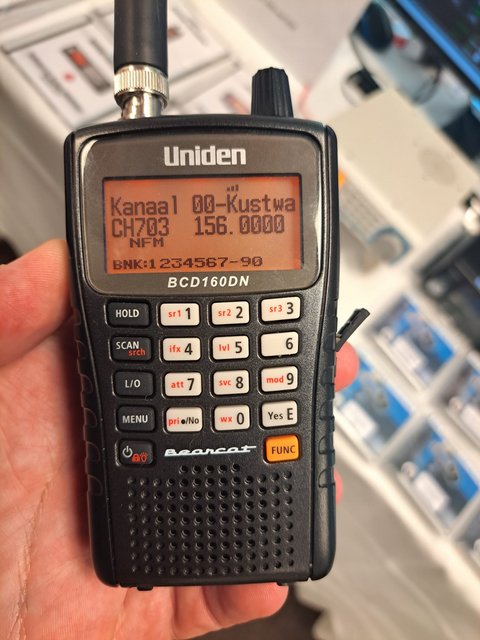 Uniden
Kanaal 00-Kustwa
CH703 156.0000
NFM
BNK:1234567-90
BCD160DN
HOLD sr1 1 sr2 2 sr3 3
SCAN srch ifx 4 lvl 5 6
L/O att 7 svc 8 mod 9
MENU pri •/No wx 0 Yes E
Bearcat FUNC